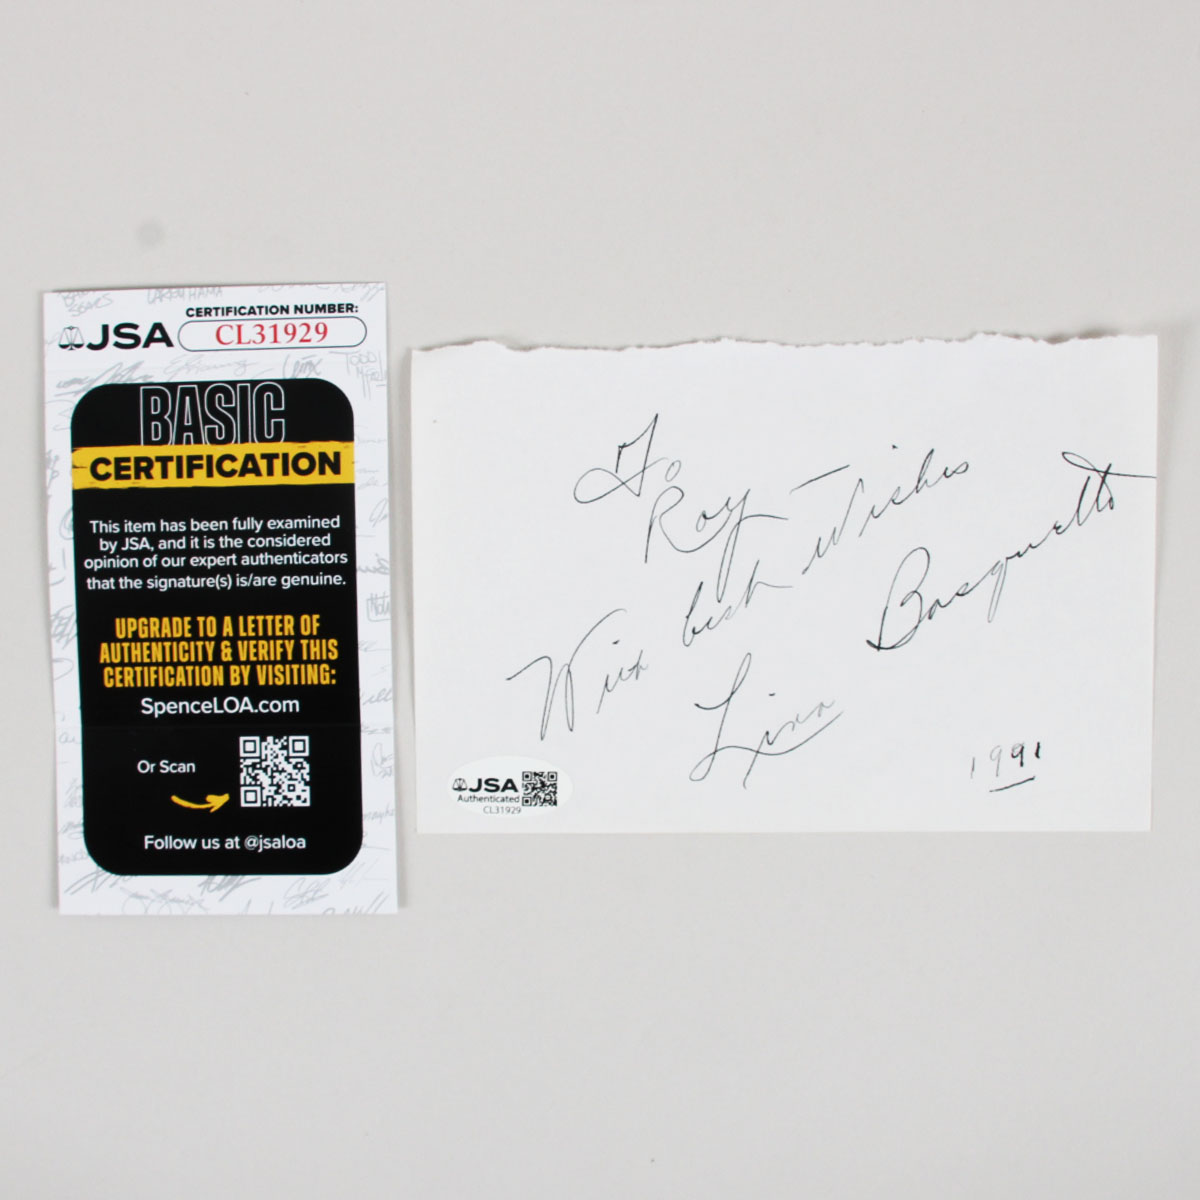 JSA
CERTIFICATION NUMBER:
CL31929
BASIC
CERTIFICATION
This item has been fully examined
by JSA, and it is the considered
opinion of our expert authenticators
that the signature(s) is/are genuine.
UPGRADE TO A LETTER OF
AUTHENTICITY & VERIFY THIS
CERTIFICATION BY VISITING:
SpenceLOA.com
Or Scan
Follow us at @jsaloa
To
Roy
With best Wishes
Lina Basquette
1991
JSA
Authenticated
CL31929